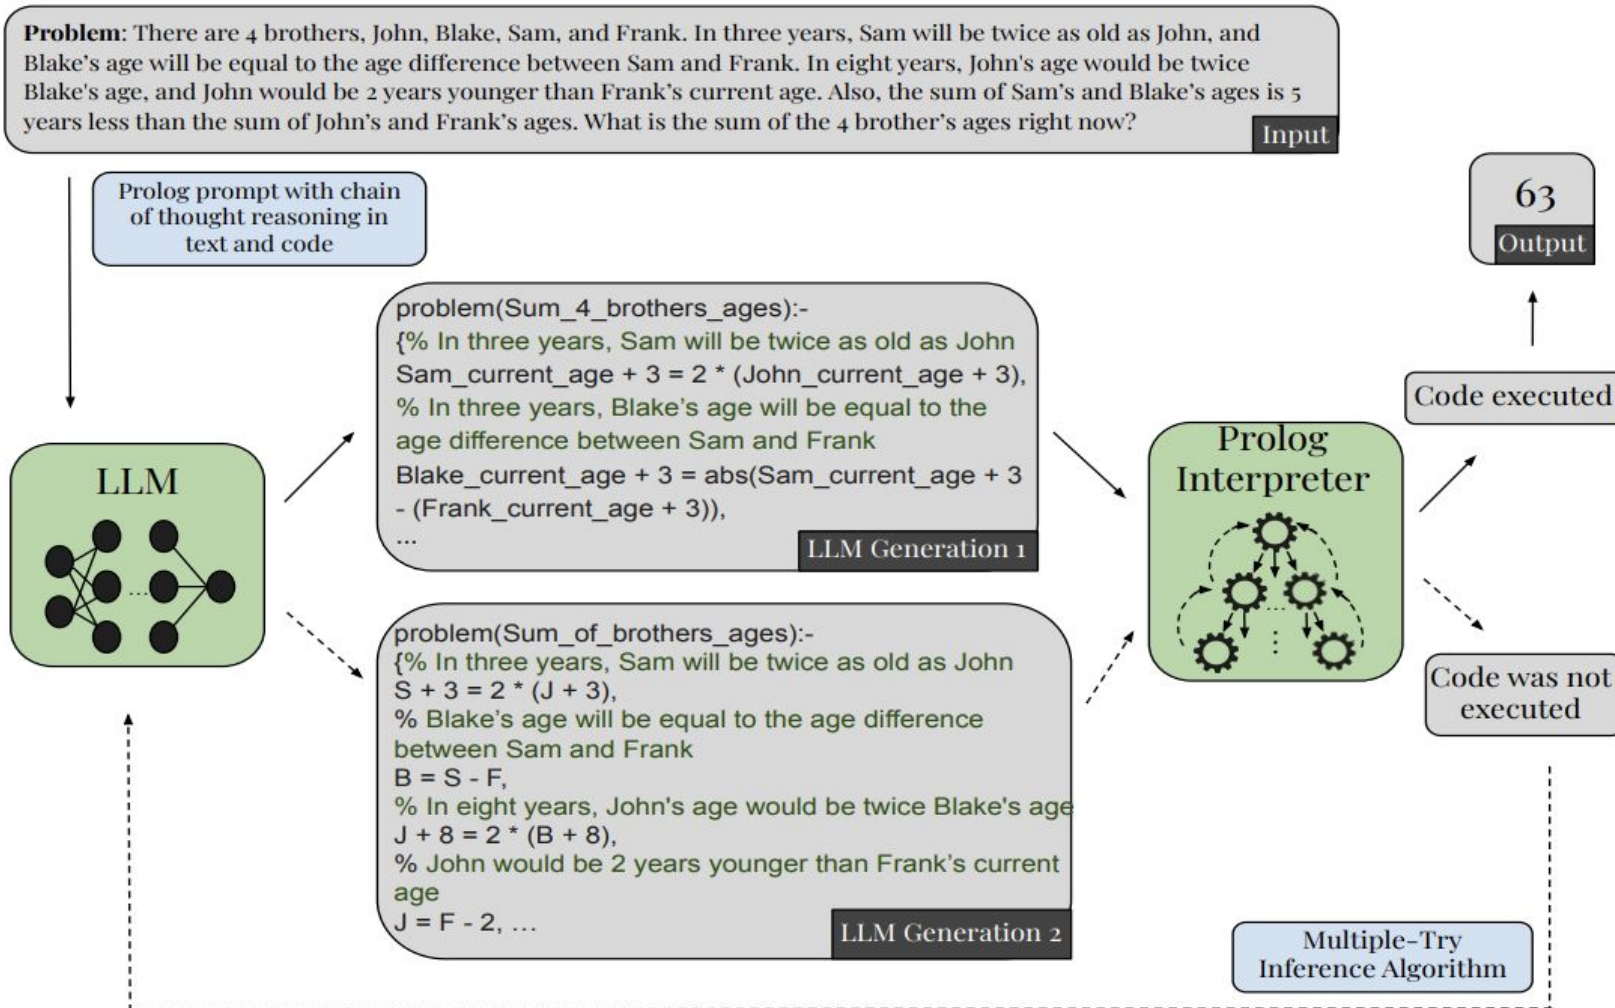 Problem: There are 4 brothers, John, Blake, Sam, and Frank. In three years, Sam will be twice as old as John, and
Blake's age will be equal to the age difference between Sam and Frank. In eight years, John's age would be twice
Blake's age, and John would be 2 years younger than Frank's current age. Also, the sum of Sam's and Blake's ages is 5
years less than the sum of John's and Frank's ages. What is the sum of the 4 brother's ages right now?
Input
Prolog prompt with chain
of thought reasoning in
text and code
63
Output
problem(Sum_4_brothers_ages):-
{% In three years, Sam will be twice as old as John
Sam_current_age + 3 = 2 * (John_current_age + 3),
% In three years, Blake's age will be equal to the
age difference between Sam and Frank
Blake_current_age + 3 = abs(Sam_current_age + 3
- (Frank_current_age + 3)),
...
LLM Generation 1
Code executed
LLM
...
Prolog
Interpreter
...
problem(Sum_of_brothers_ages):-
{% In three years, Sam will be twice as old as John
S + 3 = 2 * (J + 3),
% Blake's age will be equal to the age difference
between Sam and Frank
B = S - F,
% In eight years, John's age would be twice Blake's age
J + 8 = 2 * (B + 8),
% John would be 2 years younger than Frank's current
age
J = F - 2, ...
LLM Generation 2
Code was not
executed
Multiple-Try
Inference Algorithm